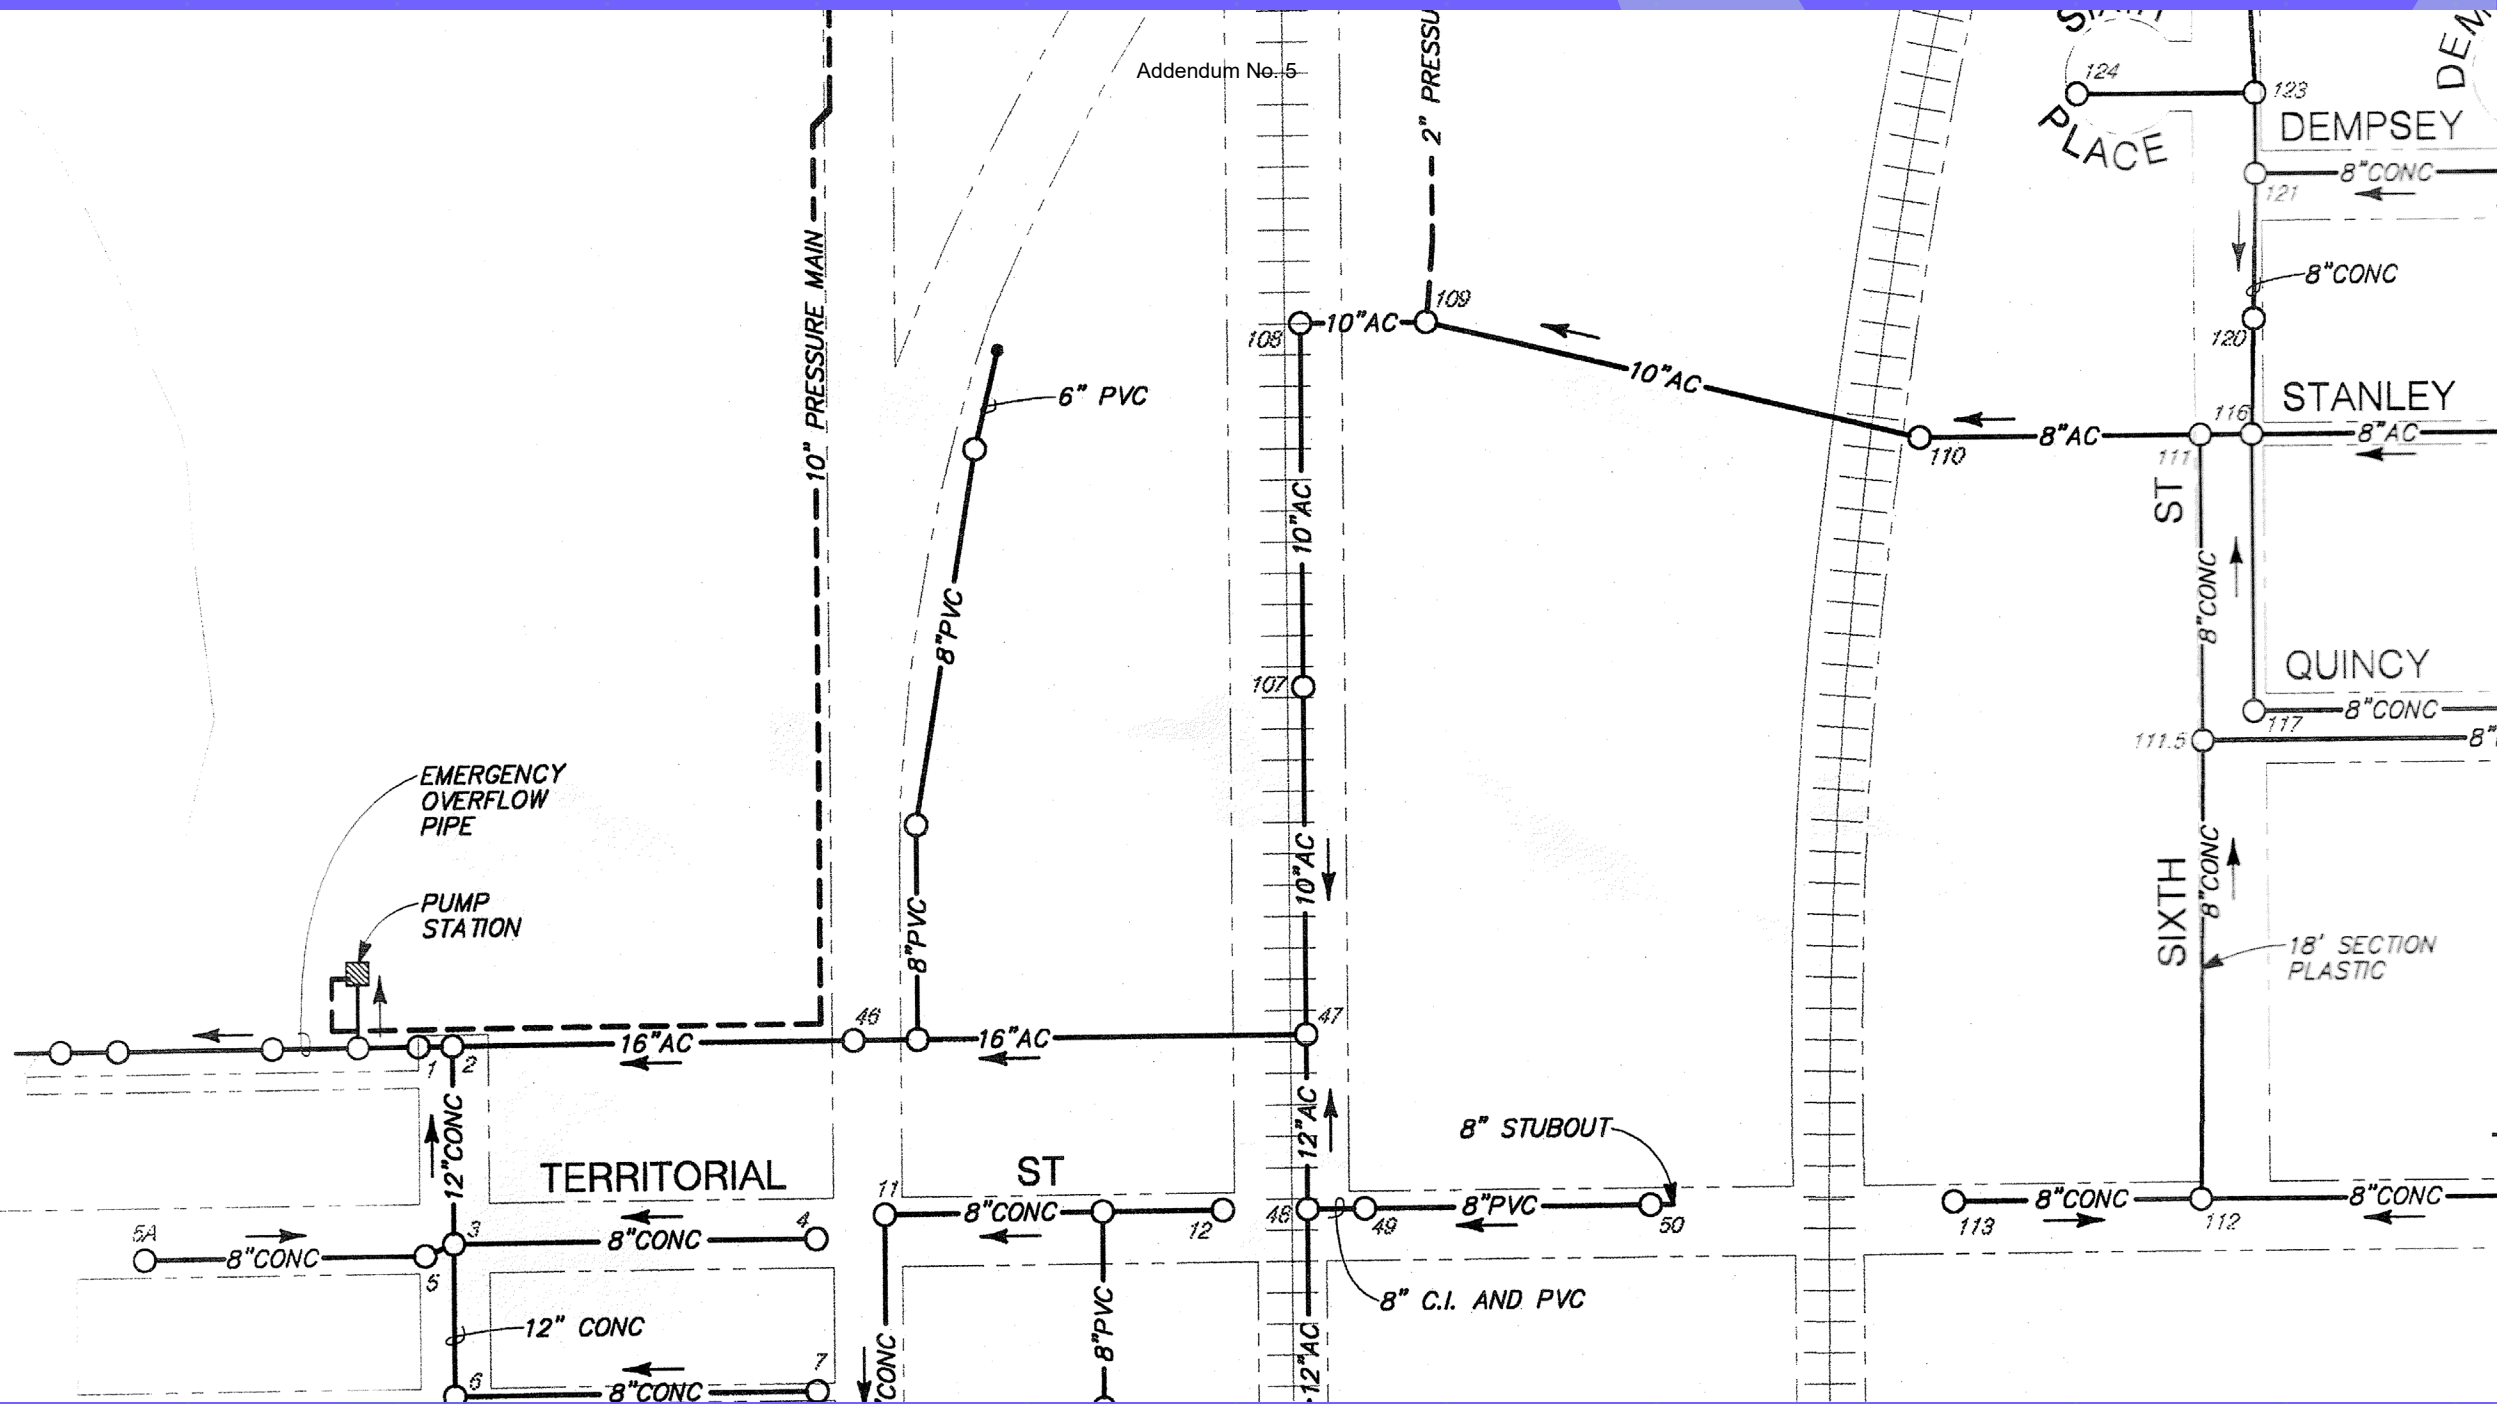 Addendum No. 5
2" PRESSU
124
123
PLACE
DEMPSEY
8"CONC
121
8"CONC
120
10" PRESSURE MAIN
109
108
10"AC
10"AC
6" PVC
STANLEY
116
8"AC
8"AC
110
111
ST
10"AC
8"CONC
8"PVC
QUINCY
107
8"CONC
117
111.5
8"
EMERGENCY
OVERFLOW
PIPE
10"AC
8"CONC
SIXTH
PUMP
STATION
8"PVC
18' SECTION
PLASTIC
46
47
16"AC
16"AC
1
2
12"CONC
12"AC
8" STUBOUT
TERRITORIAL
ST
11
8"CONC
12
48
49
8"PVC
50
113
8"CONC
112
8"CONC
5A
8"CONC
5
3
8"CONC
4
8" C.I. AND PVC
12" CONC
8"PVC
12"AC
"CONC
6
8"CONC
7